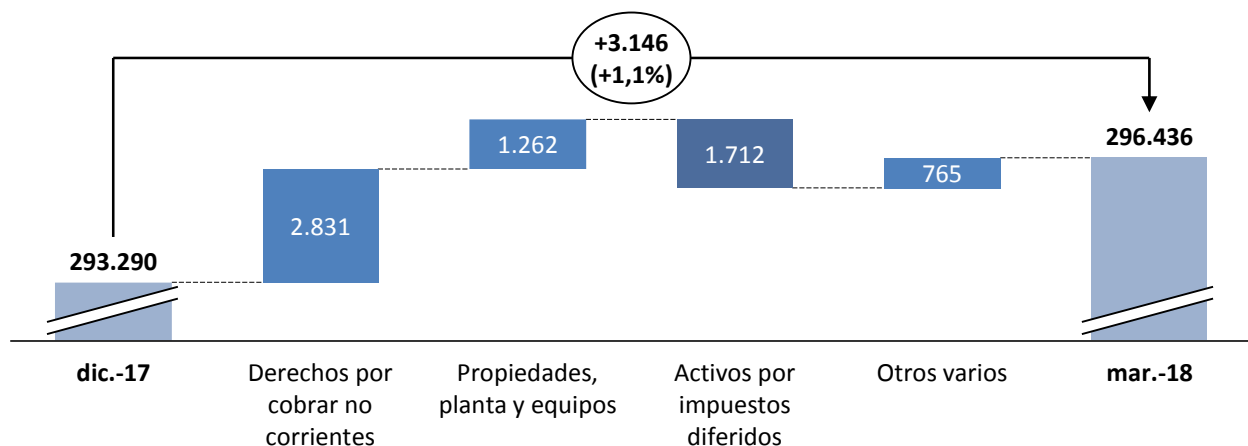 +3.146
(+1,1%)
293.290
2.831
1.262
1.712
765
296.436
dic.-17
Derechos por
cobrar no
corrientes
Propiedades,
planta y equipos
Activos por
impuestos
diferidos
Otros varios
mar.-18